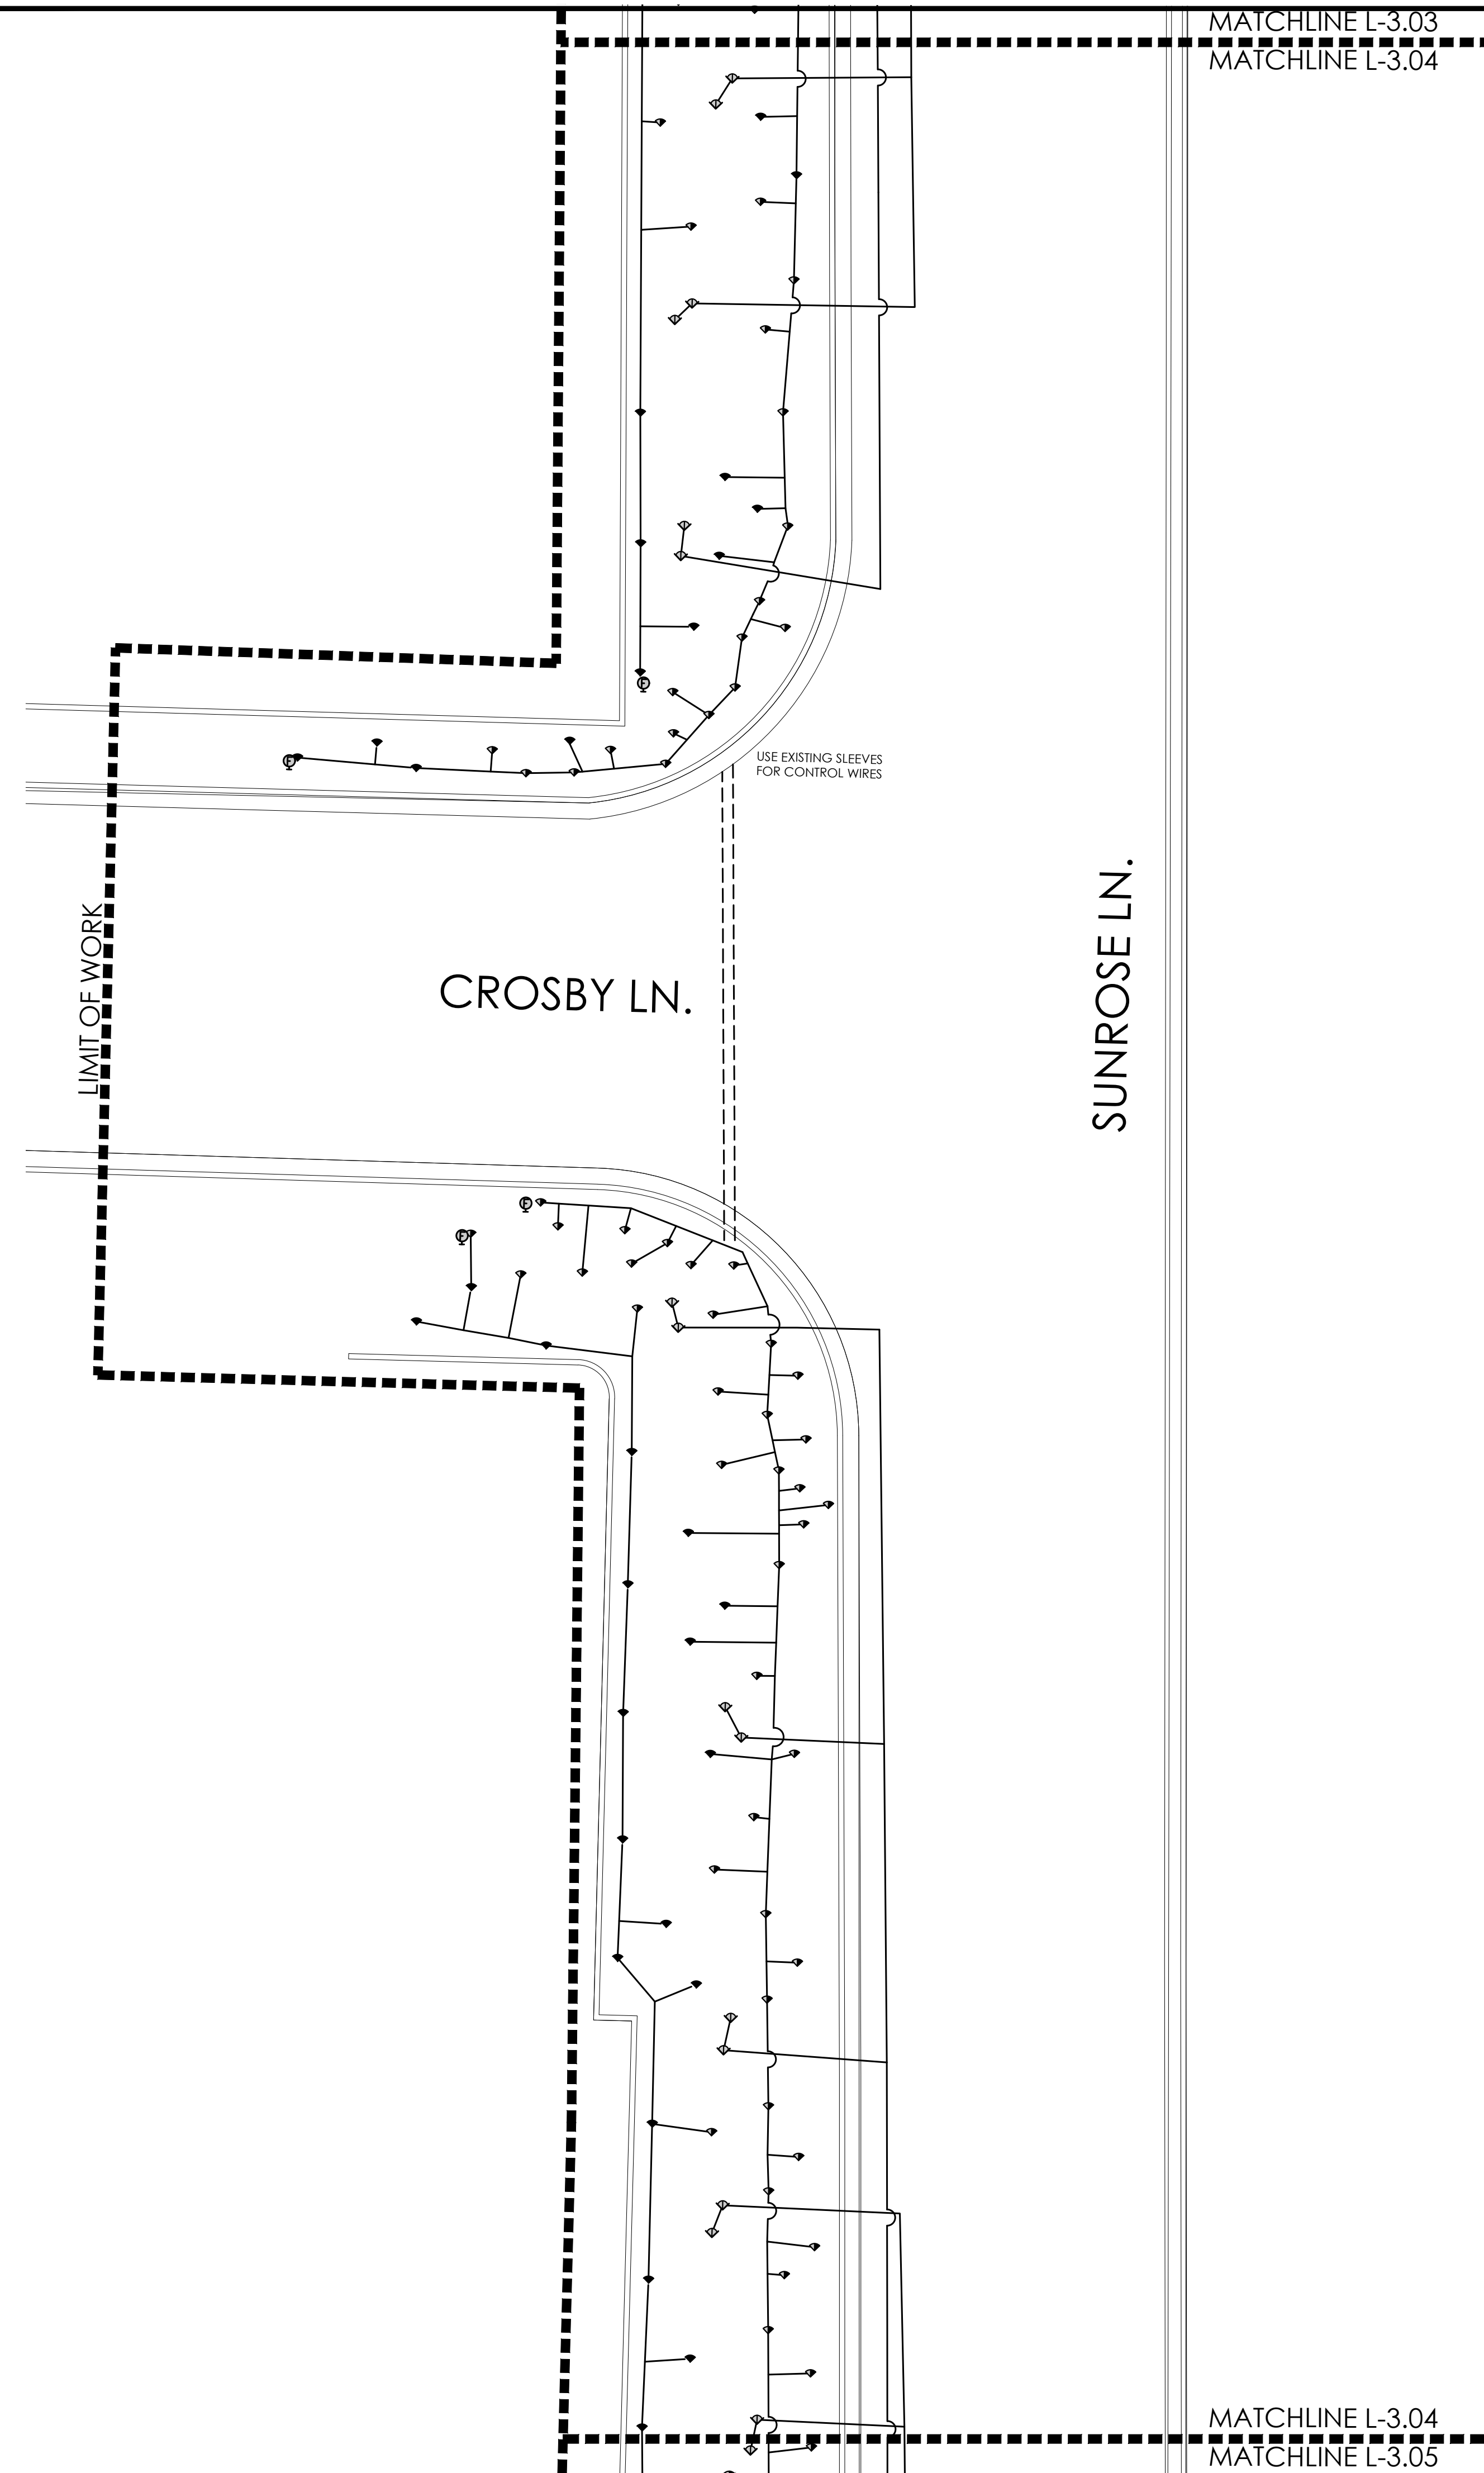 MATCHLINE L-3.03
MATCHLINE L-3.04
F
F
USE EXISTING SLEEVES
FOR CONTROL WIRES
LIMIT OF WORK
CROSBY LN.
SUNROSE LN.
F
F
MATCHLINE L-3.04
MATCHLINE L-3.05